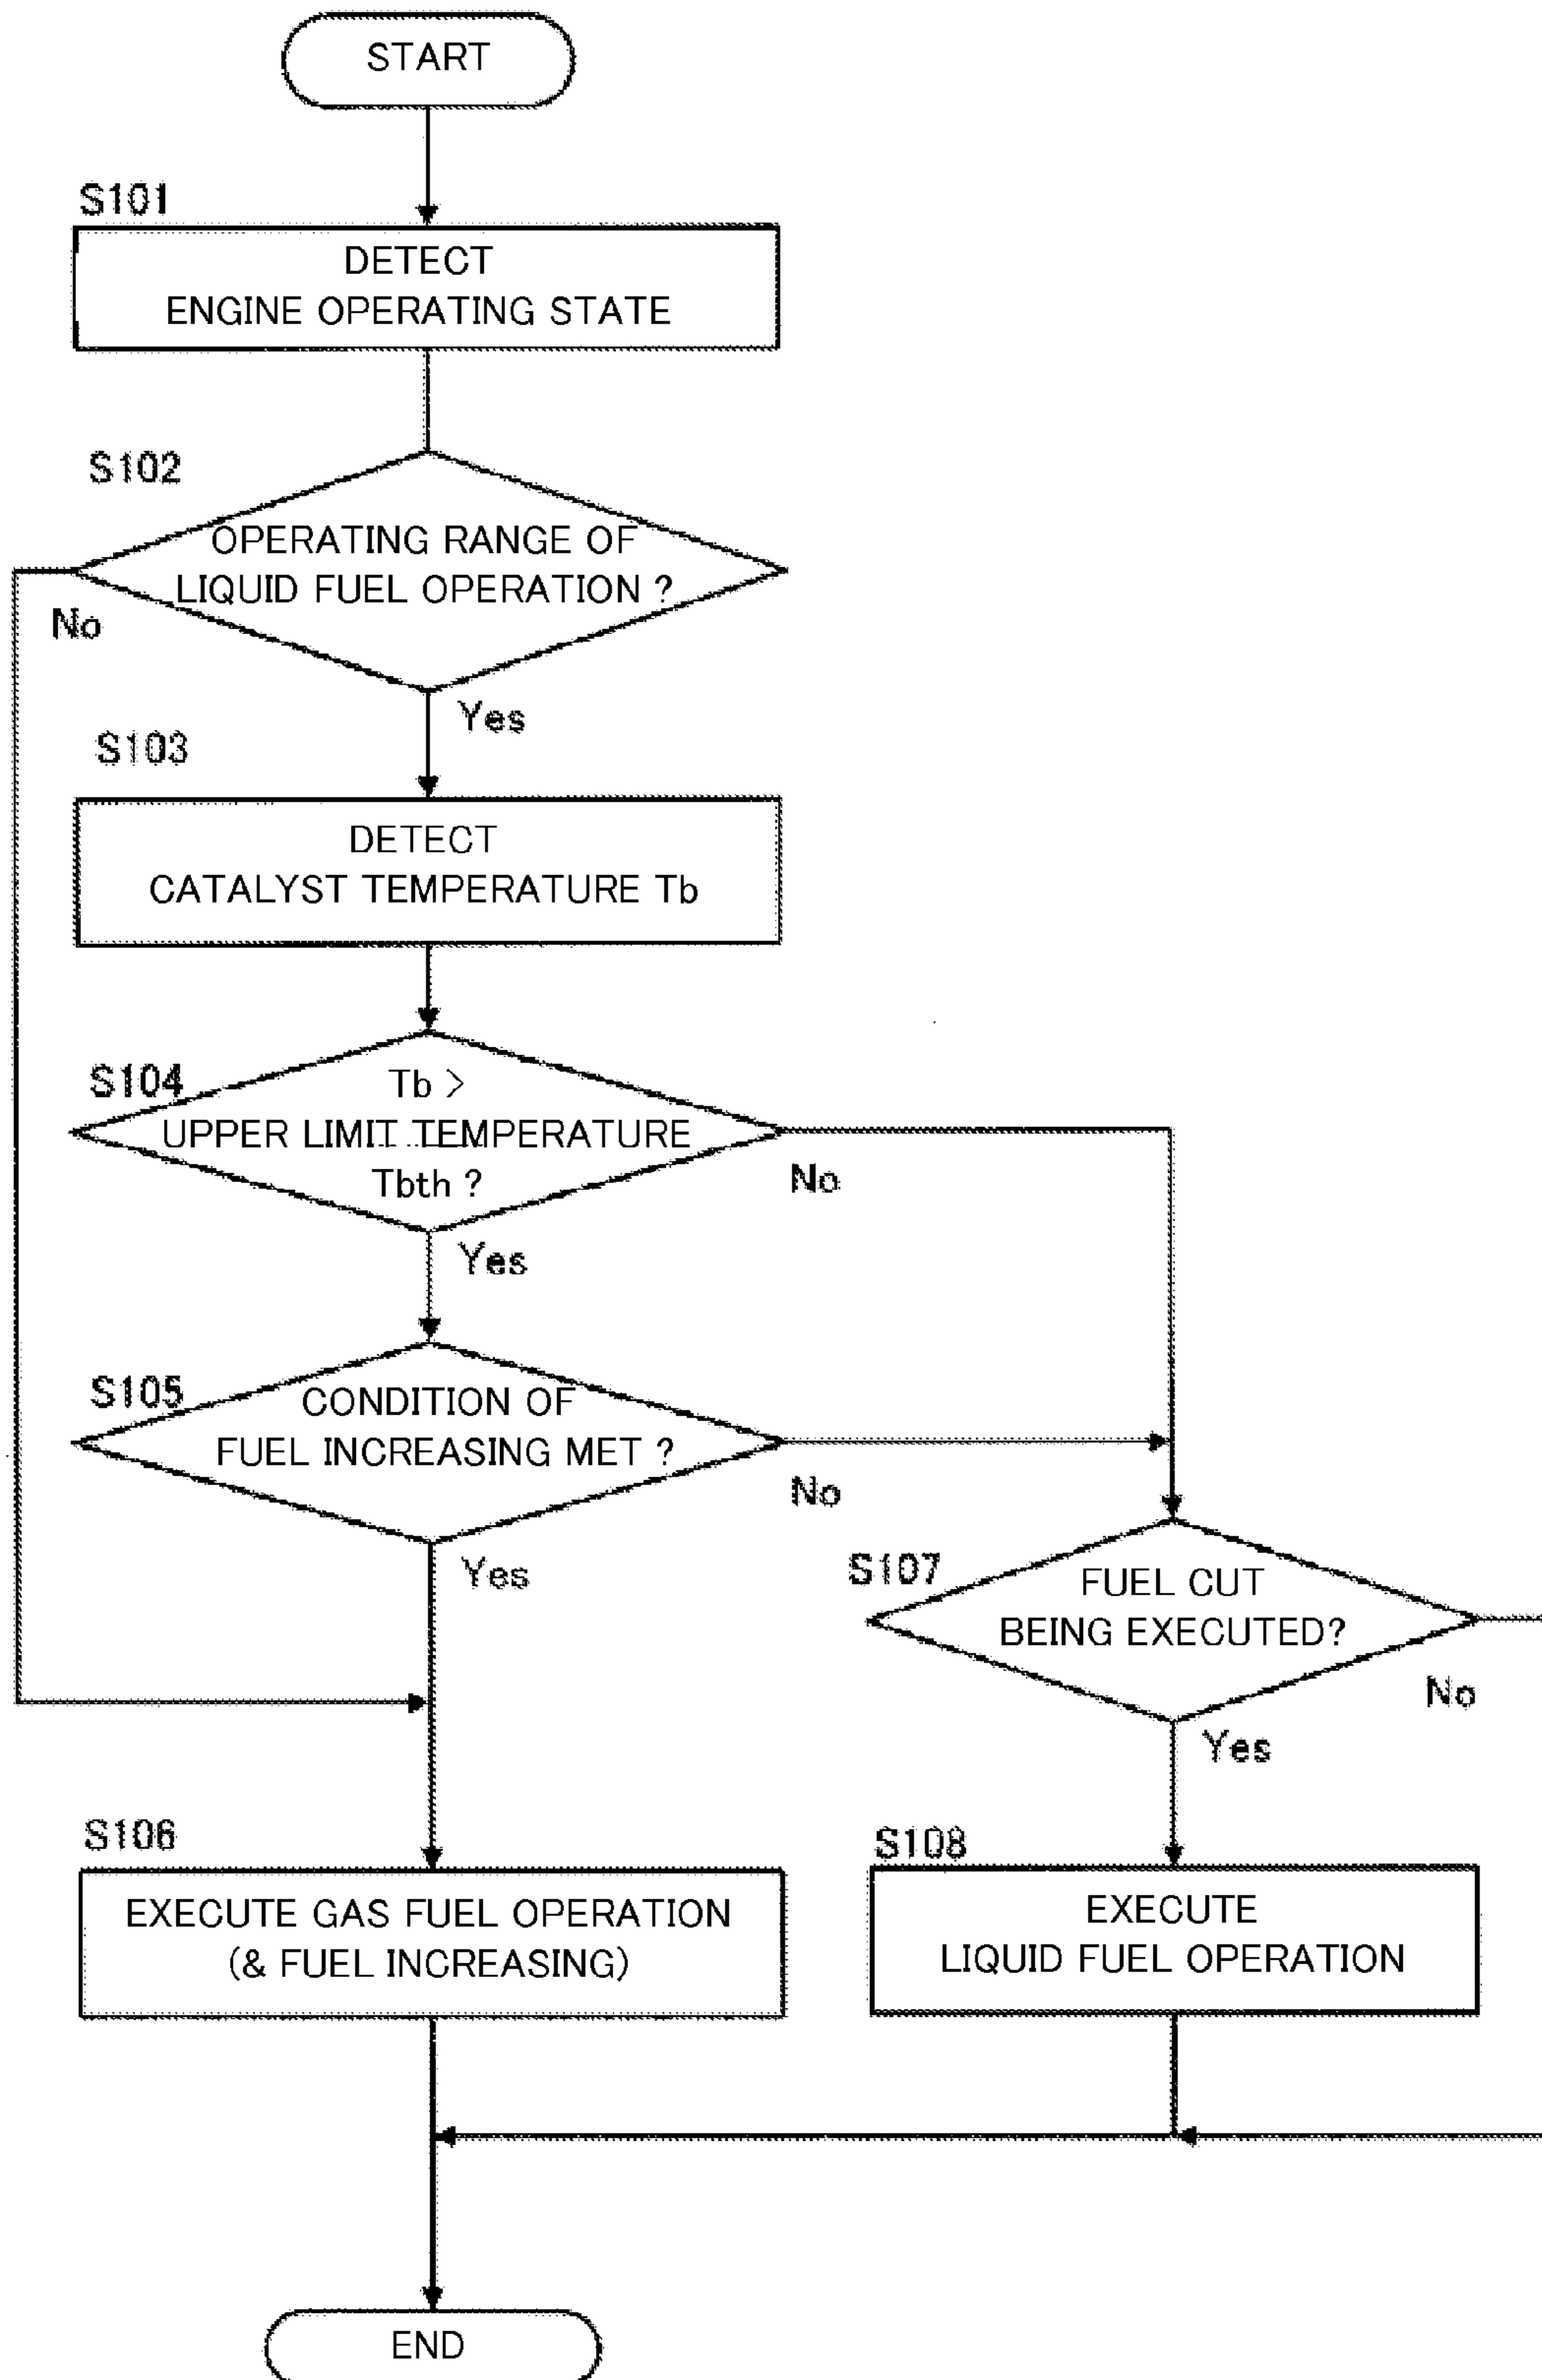 START
S101
DETECT
ENGINE OPERATING STATE
S102
OPERATING RANGE OF
LIQUID FUEL OPERATION ?
No
Yes
S103
DETECT
CATALYST TEMPERATURE Tb
S104
Tb >
UPPER LIMIT TEMPERATURE
Tbth ?
No
Yes
S105
CONDITION OF
FUEL INCREASING MET ?
No
Yes
S107
FUEL CUT
BEING EXECUTED?
No
Yes
S106
EXECUTE GAS FUEL OPERATION
(& FUEL INCREASING)
S108
EXECUTE
LIQUID FUEL OPERATION
END